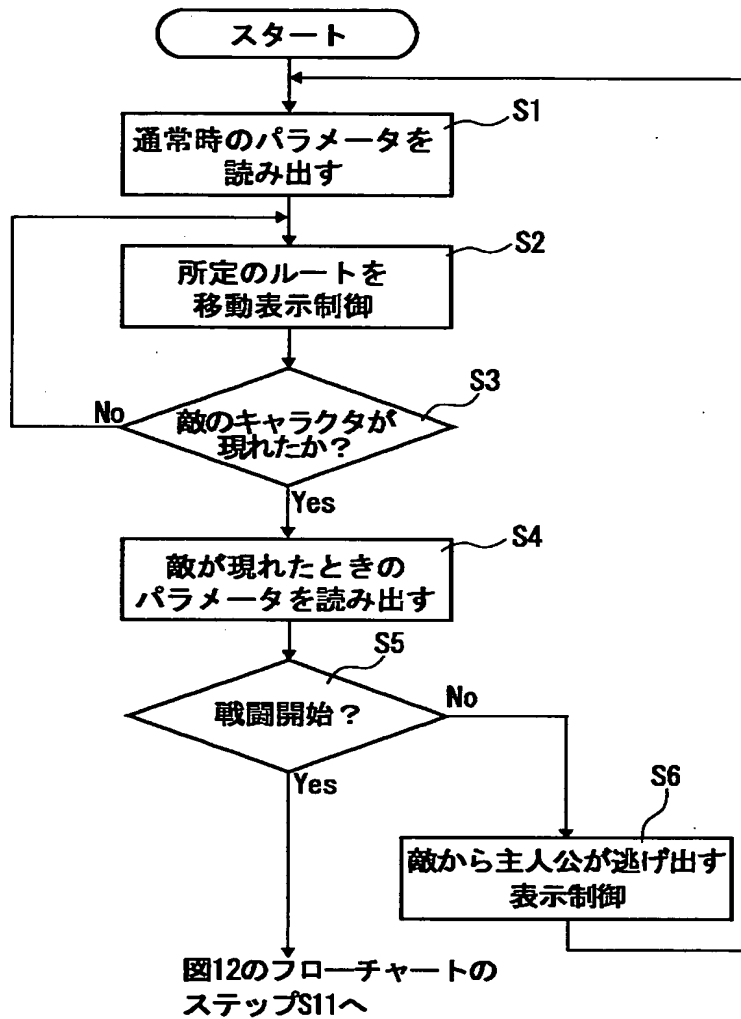 スタート
S1
通常時のパラメータを
読み出す
S2
所定のルートを
移動表示制御
S3
No
敵のキャラクタが
現れたか？
Yes
S4
敵が現れたときの
パラメータを読み出す
S5
戦闘開始？
No
Yes
S6
敵から主人公が逃げ出す
表示制御
図12のフローチャートの
ステップS11へ